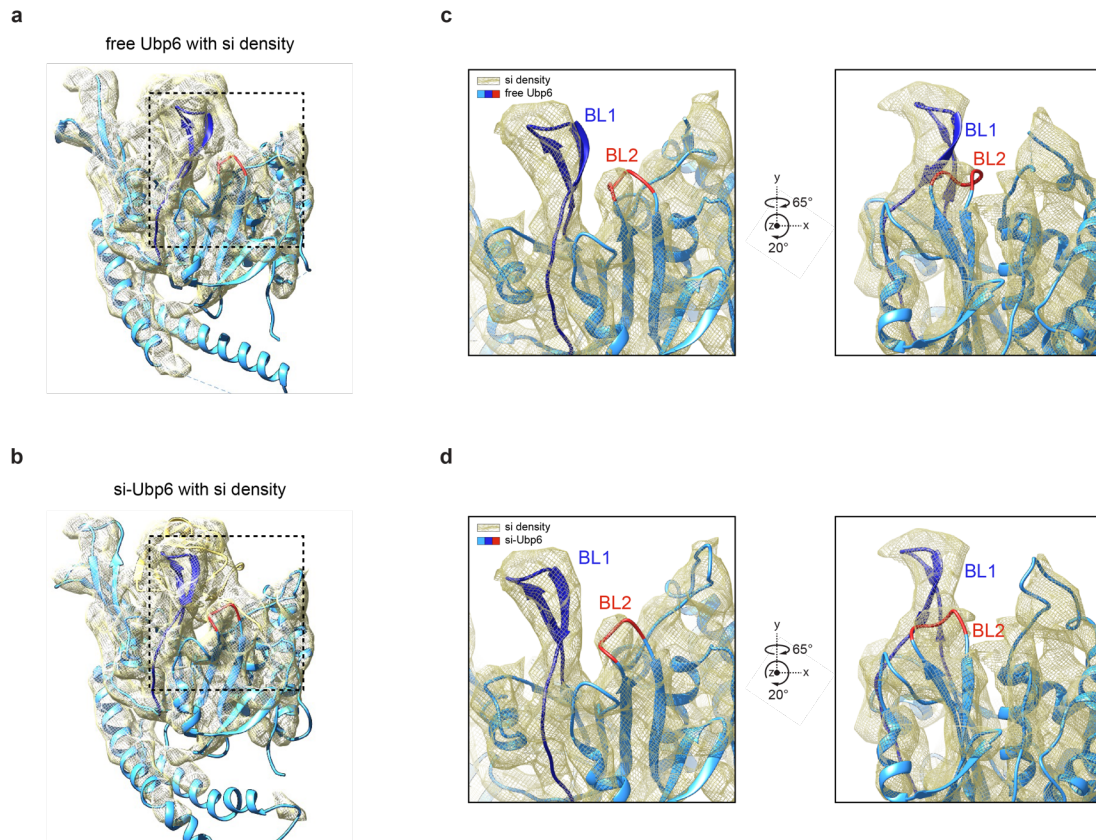 a
free Ubp6 with si density
c
si density
free Ubp6
BL1
BL2
y
65°
z
x
20°
BL1
BL2
b
si-Ubp6 with si density
d
si density
si-Ubp6
BL1
BL2
y
65°
z
x
20°
BL1
BL2